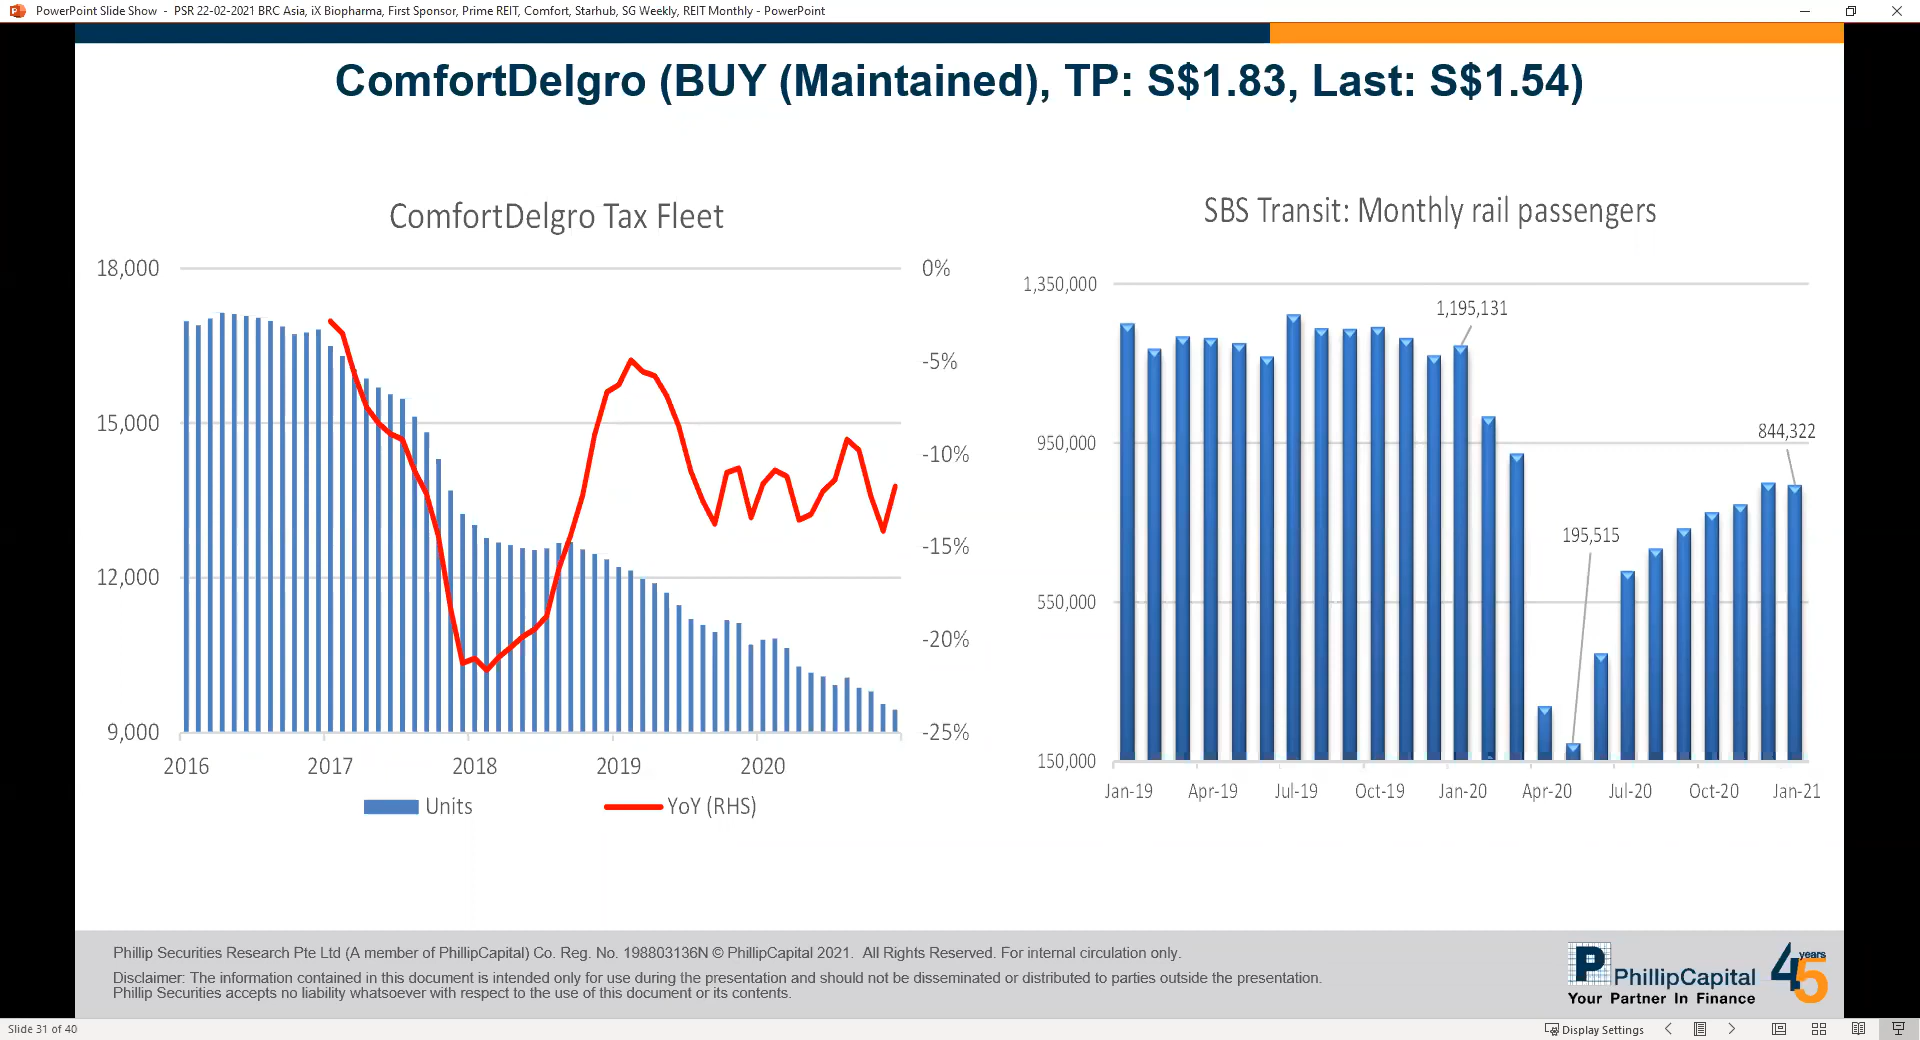 PowerPoint Slide Show - PSR 22-02-2021 BRC Asia, iX Biopharma, First Sponsor, Prime REIT, Comfort, Starhub, SG Weekly, REIT Monthly - PowerPoint
ComfortDelgro (BUY (Maintained), TP: S$1.83, Last: S$1.54)
ComfortDelgro Tax Fleet
18,000
15,000
12,000
9,000
0%
-5%
-10%
-15%
-20%
-25%
2016 2017 2018 2019 2020
Units YoY (RHS)
SBS Transit: Monthly rail passengers
1,350,000
950,000
550,000
150,000
1,195,131
844,322
195,515
Jan-19 Apr-19 Jul-19 Oct-19 Jan-20 Apr-20 Jul-20 Oct-20 Jan-21
Phillip Securities Research Pte Ltd (A member of PhillipCapital) Co. Reg. No. 198803136N © PhillipCapital 2021. All Rights Reserved. For internal circulation only.
Disclaimer: The information contained in this document is intended only for use during the presentation and should not be disseminated or distributed to parties outside the presentation.
Phillip Securities accepts no liability whatsoever with respect to the use of this document or its contents.
P PhillipCapital
Your Partner In Finance
45 years
Slide 31 of 40
Display Settings